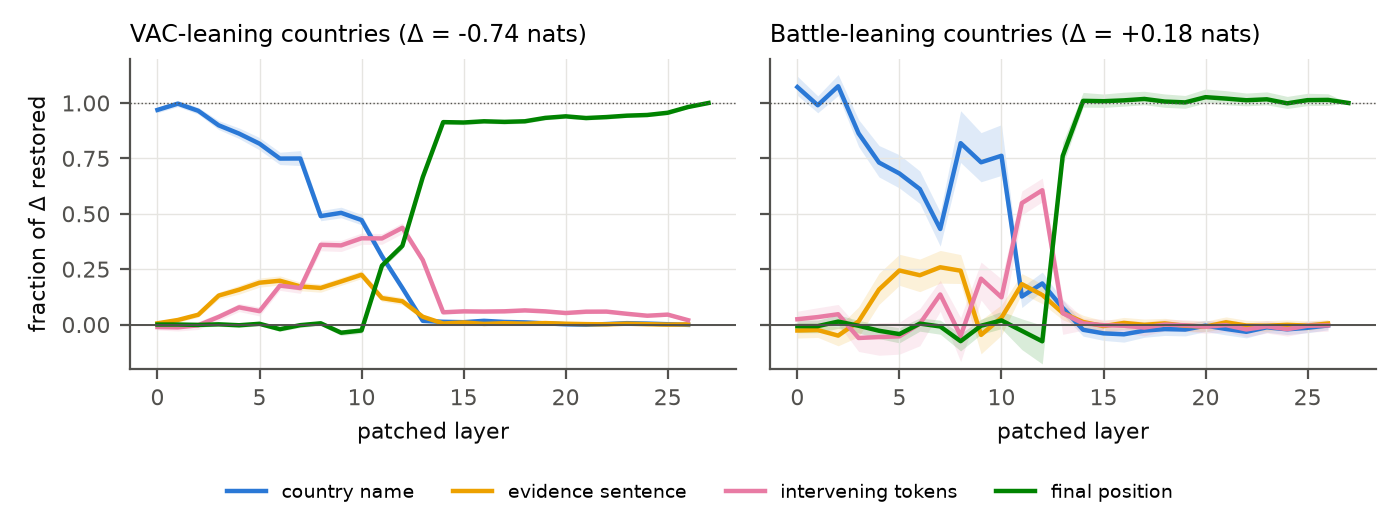 VAC-leaning countries (Δ = -0.74 nats)
Battle-leaning countries (Δ = +0.18 nats)
fraction of Δ restored
1.00
0.75
0.50
0.25
0.00
0 5 10 15 20 25
0 5 10 15 20 25
patched layer
patched layer
country name
evidence sentence
intervening tokens
final position